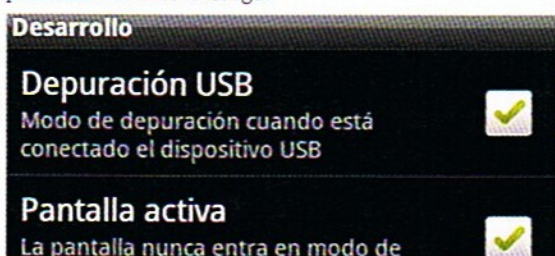 Desarrollo
Depuración USB
Modo de depuración cuando está
conectado el dispositivo USB
Pantalla activa
La pantalla nunca entra en modo de